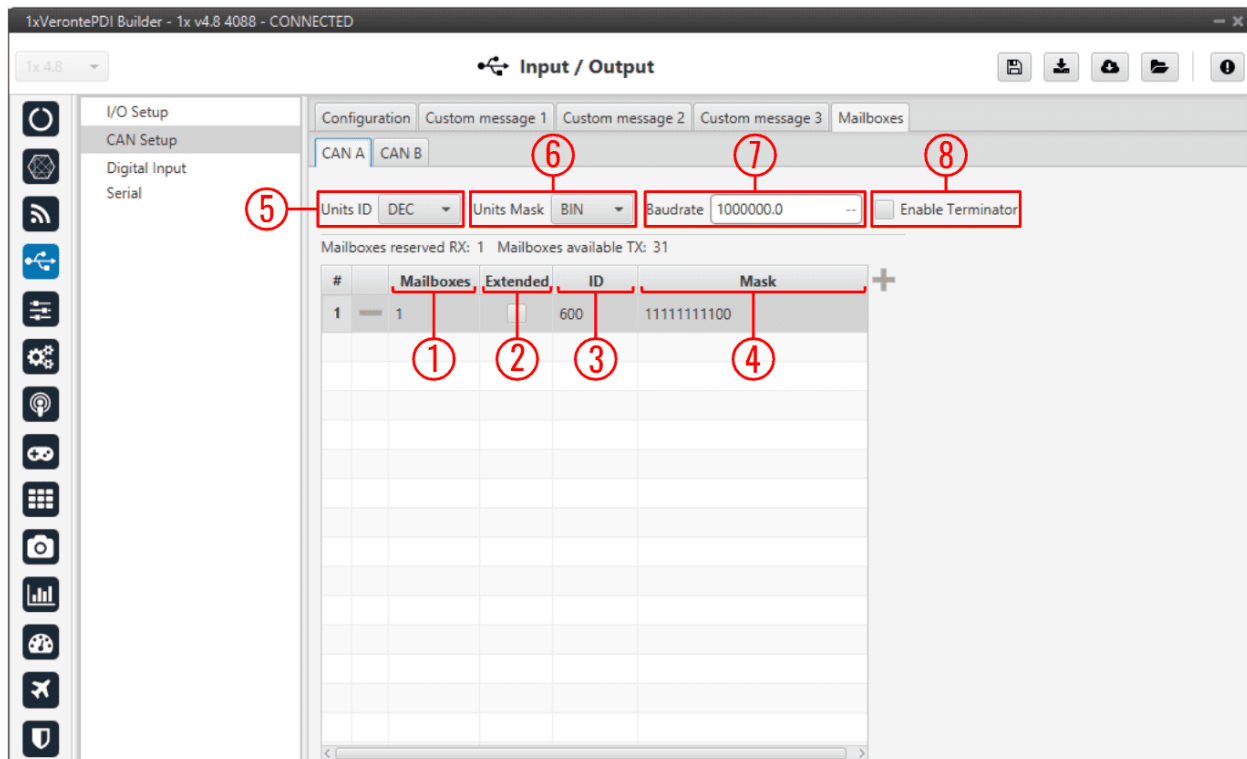 1xVerontePDI Builder - 1x v4.8 4088 - CONNECTED
1x 4.8
Input / Output
I/O Setup
CAN Setup
Digital Input
Serial
Configuration Custom message 1 Custom message 2 Custom message 3 Mailboxes
CAN A CAN B
6 7 8
5 Units ID DEC Units Mask BIN Baudrate 1000000.0 -- Enable Terminator
Mailboxes reserved RX: 1 Mailboxes available TX: 31
# Mailboxes Extended ID Mask
1 1 600 11111111100
1 2 3 4